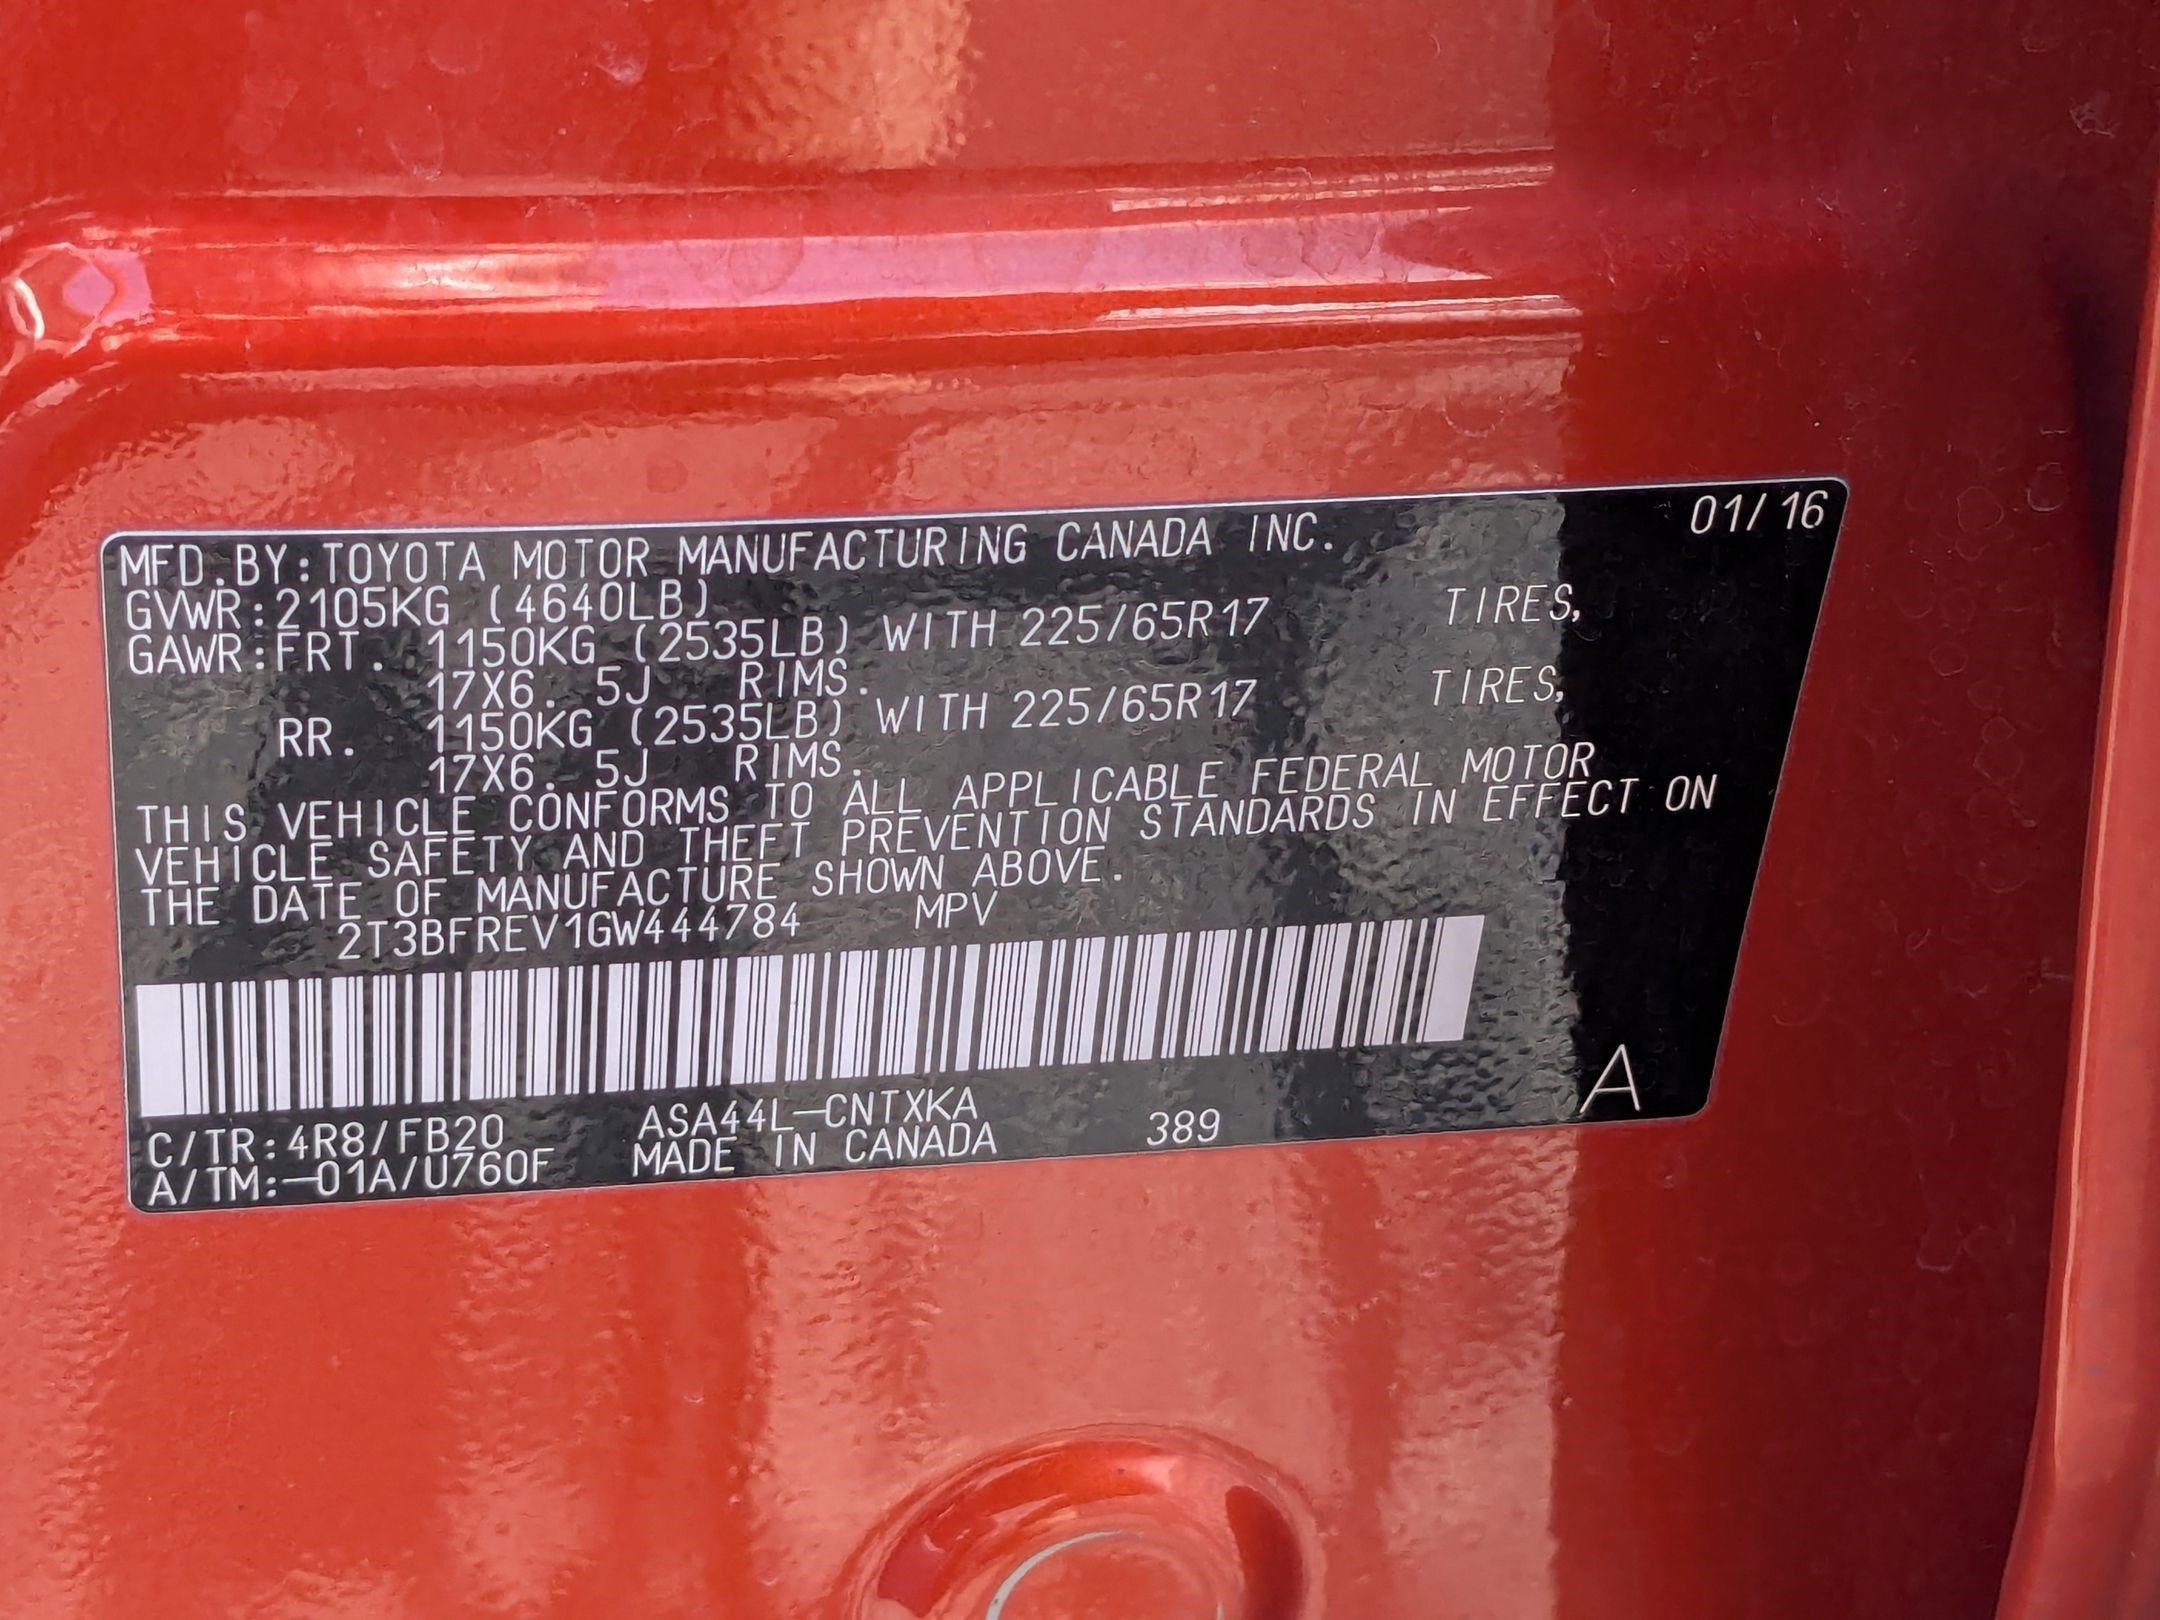 MFD.BY:TOYOTA MOTOR MANUFACTURING CANADA INC. 01/16
GVWR:2105KG (4640LB)
GAWR:FRT. 1150KG (2535LB) WITH 225/65R17 TIRES,
17X6.5J RIMS.
RR. 1150KG (2535LB) WITH 225/65R17 TIRES,
17X6.5J RIMS.
THIS VEHICLE CONFORMS TO ALL APPLICABLE FEDERAL MOTOR
VEHICLE SAFETY AND THEFT PREVENTION STANDARDS IN EFFECT ON
THE DATE OF MANUFACTURE SHOWN ABOVE.
2T3BFREV1GW444784 MPV
C/TR:4R8/FB20 ASA44L-CNTXKA 389 A
A/TM:-01A/U760F MADE IN CANADA